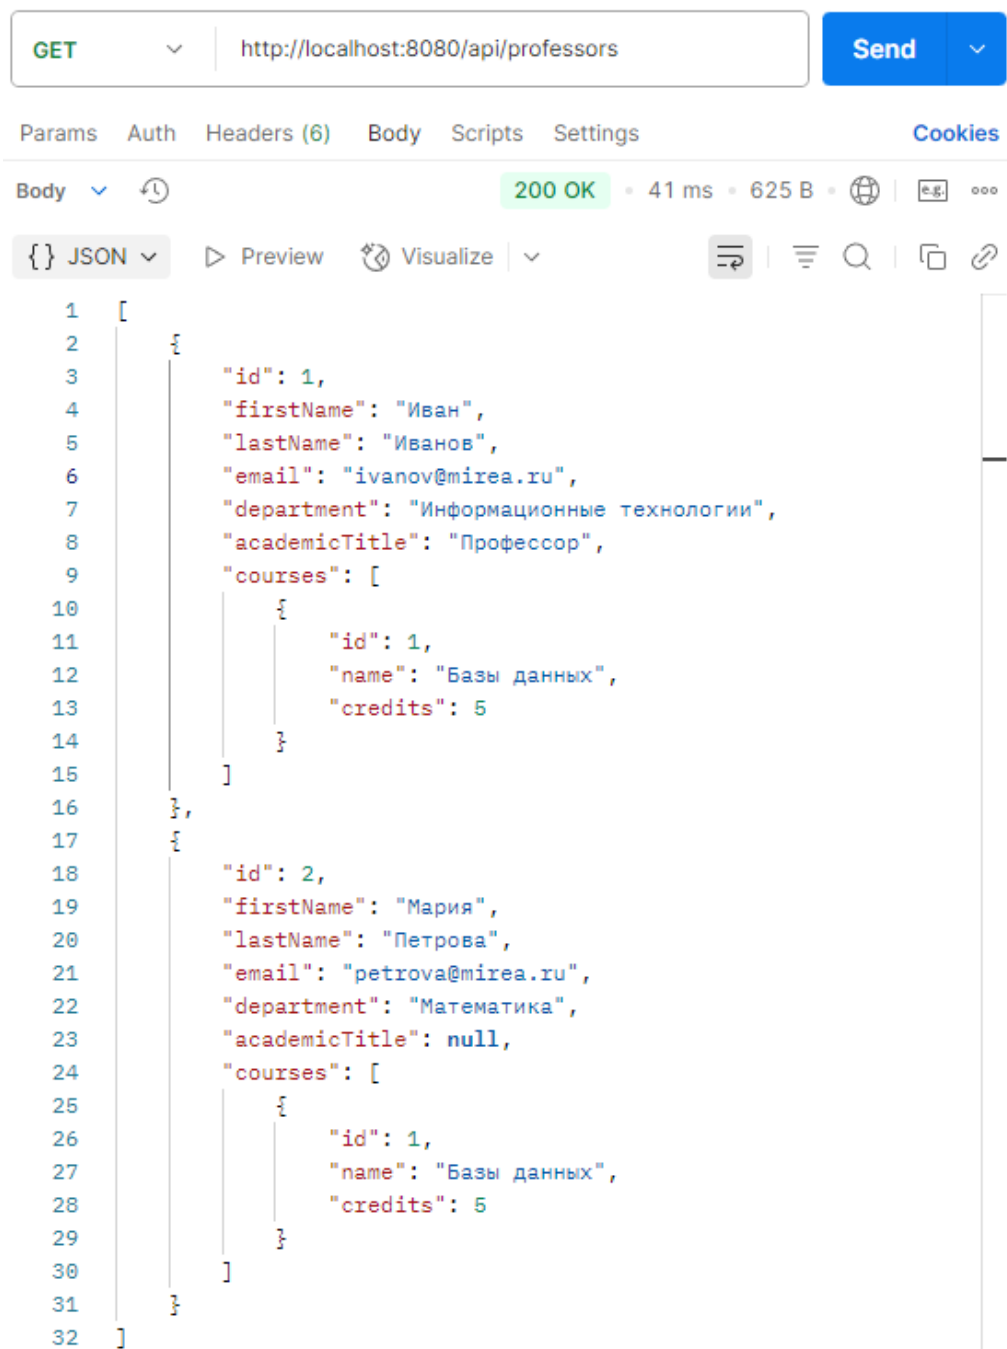 GET http://localhost:8080/api/professors Send
Params Auth Headers (6) Body Scripts Settings Cookies
Body 200 OK • 41 ms • 625 B • e.g.
{} JSON Preview Visualize
1 [
2 {
3 "id": 1,
4 "firstName": "Иван",
5 "lastName": "Иванов",
6 "email": "ivanov@mirea.ru",
7 "department": "Информационные технологии",
8 "academicTitle": "Профессор",
9 "courses": [
10 {
11 "id": 1,
12 "name": "Базы данных",
13 "credits": 5
14 }
15 ]
16 },
17 {
18 "id": 2,
19 "firstName": "Мария",
20 "lastName": "Петрова",
21 "email": "petrova@mirea.ru",
22 "department": "Математика",
23 "academicTitle": null,
24 "courses": [
25 {
26 "id": 1,
27 "name": "Базы данных",
28 "credits": 5
29 }
30 ]
31 }
32 ]